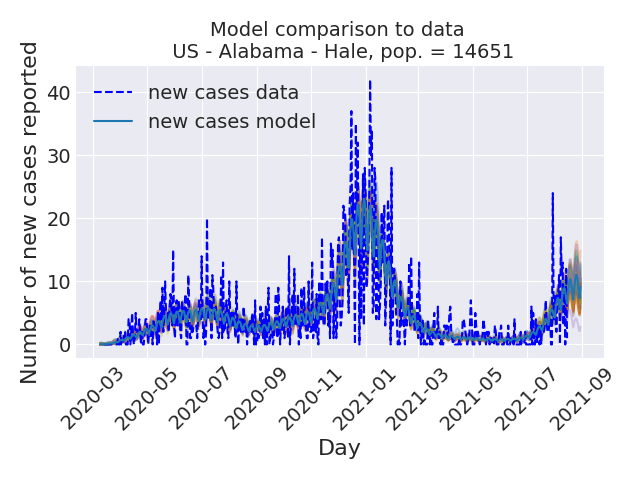 Model comparison to data
US - Alabama - Hale, pop. = 14651
new cases data
new cases model
Number of new cases reported
40
30
20
10
0
2020-03
2020-05
2020-07
2020-09
2020-11
2021-01
2021-03
2021-05
2021-07
2021-09
Day